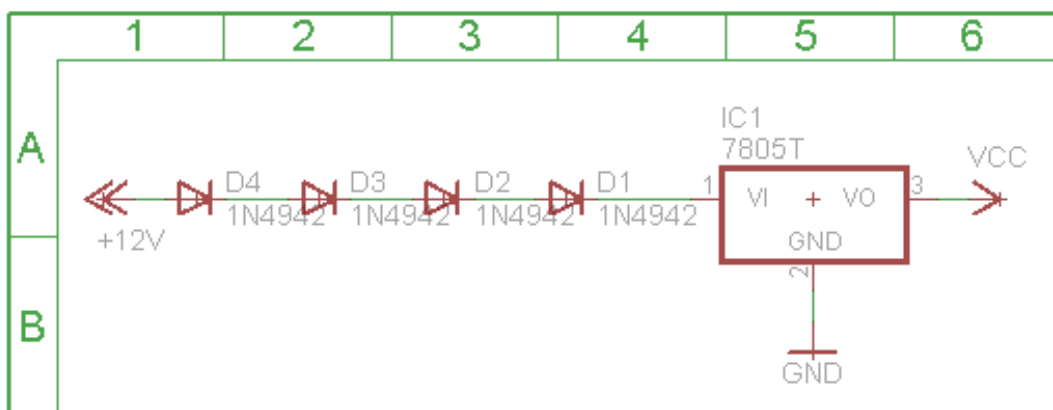 1 2 3 4 5 6
A
IC1
7805T
VCC
D4 D3 D2 D1
1 VI VO 3
1N4942 1N4942 1N4942 1N4942
+12V
GND
2
B
GND